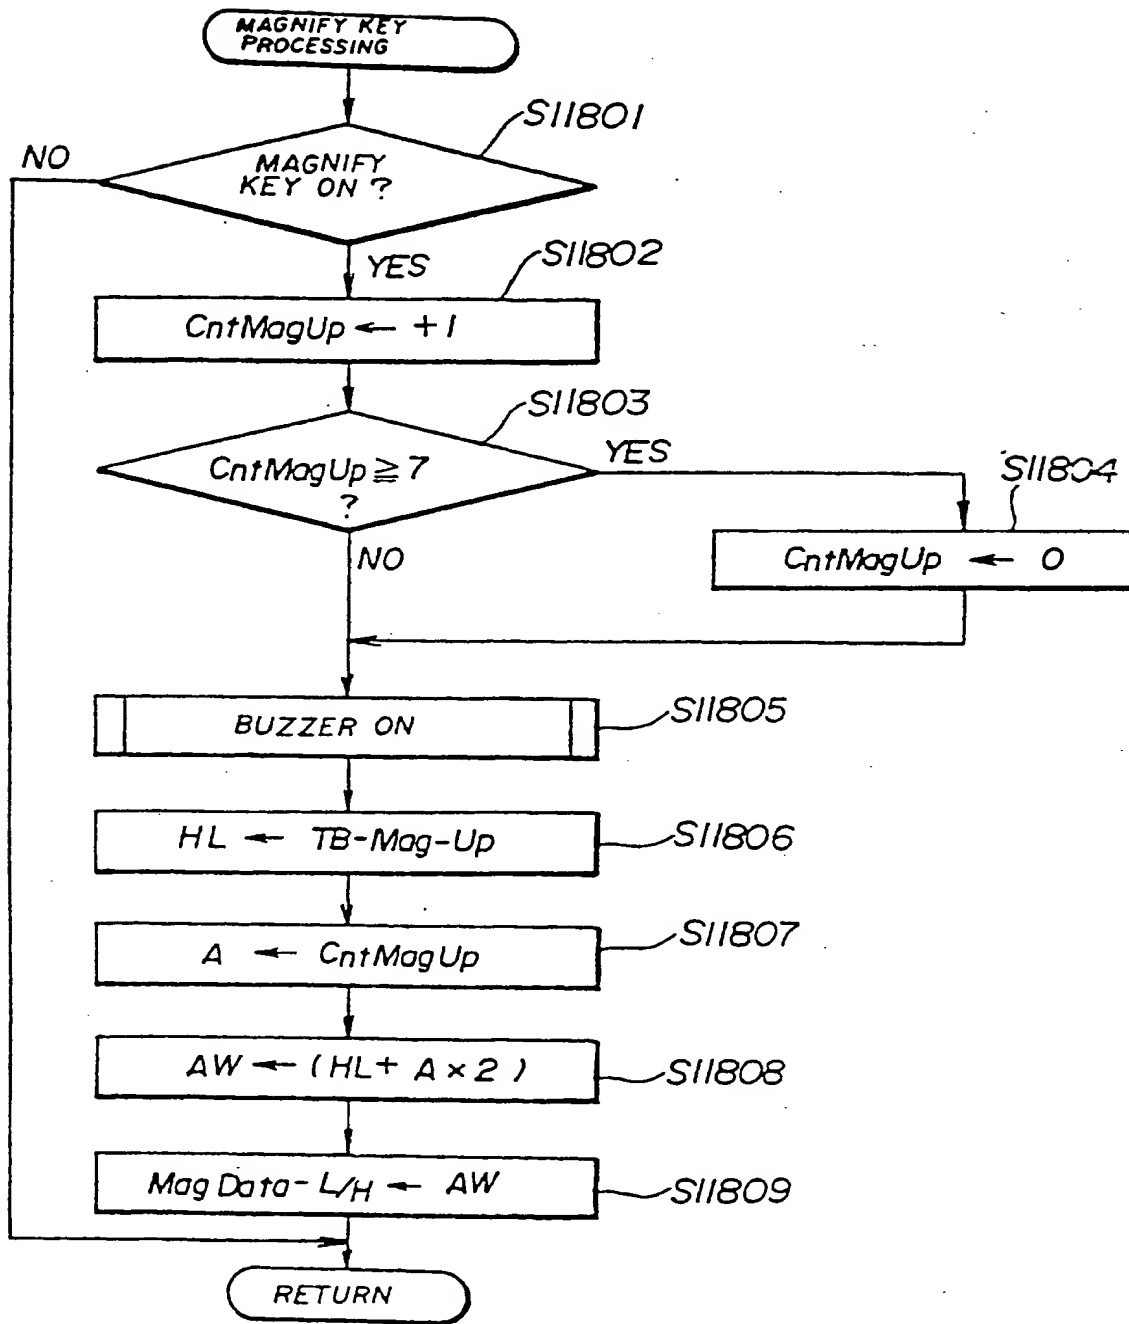 MAGNIFY KEY
PROCESSING
S11801
NO
MAGNIFY
KEY ON ?
YES
S11802
CntMagUp ← +1
S11803
CntMagUp ≧ 7
?
YES
S11804
NO
CntMagUp ← 0
BUZZER ON
S11805
HL ← TB-Mag-Up
S11806
A ← CntMagUp
S11807
AW ← (HL + A × 2)
S11808
Mag Data-L/H ← AW
S11809
RETURN